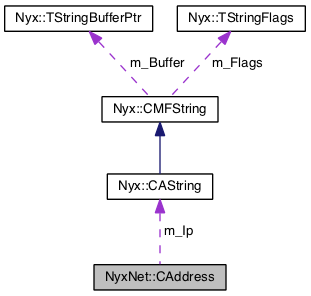 Nyx::TStringBufferPtr
Nyx::TStringFlags
m_Buffer
m_Flags
Nyx::CMFString
Nyx::CAString
m_Ip
NyxNet::CAddress